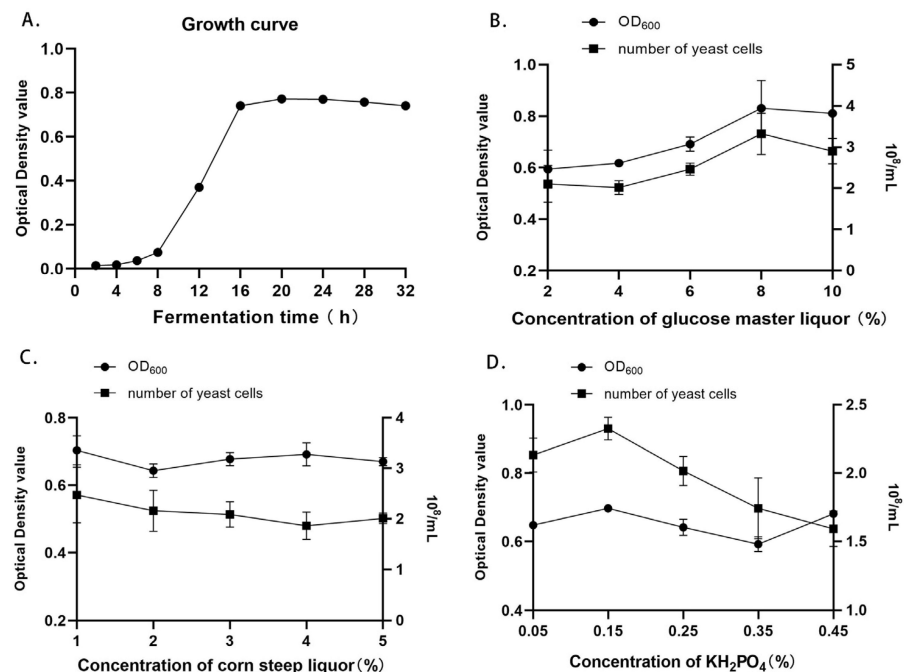 A.
Growth curve
Optical Density value
1.0
0.8
0.6
0.4
0.2
0.0
0 4 8 12 16 20 24 28 32
Fermentation time（ h）
B.
OD600
number of yeast cells
Optical Density value
1.0
0.8
0.6
0.4
0.2
5
4
3
2
1
0
10^8/mL
2 4 6 8 10
Concentration of glucose master liquor（%）
C.
OD600
number of yeast cells
Optical Density value
0.8
0.6
0.4
0.2
4
3
2
1
0
10^8/mL
1 2 3 4 5
Concentration of corn steep liquor(%）
D.
OD600
number of yeast cells
Optical Density value
1.0
0.8
0.6
0.4
2.5
2.0
1.5
1.0
10^8/mL
0.05 0.15 0.25 0.35 0.45
Concentration of KH2PO4(%）